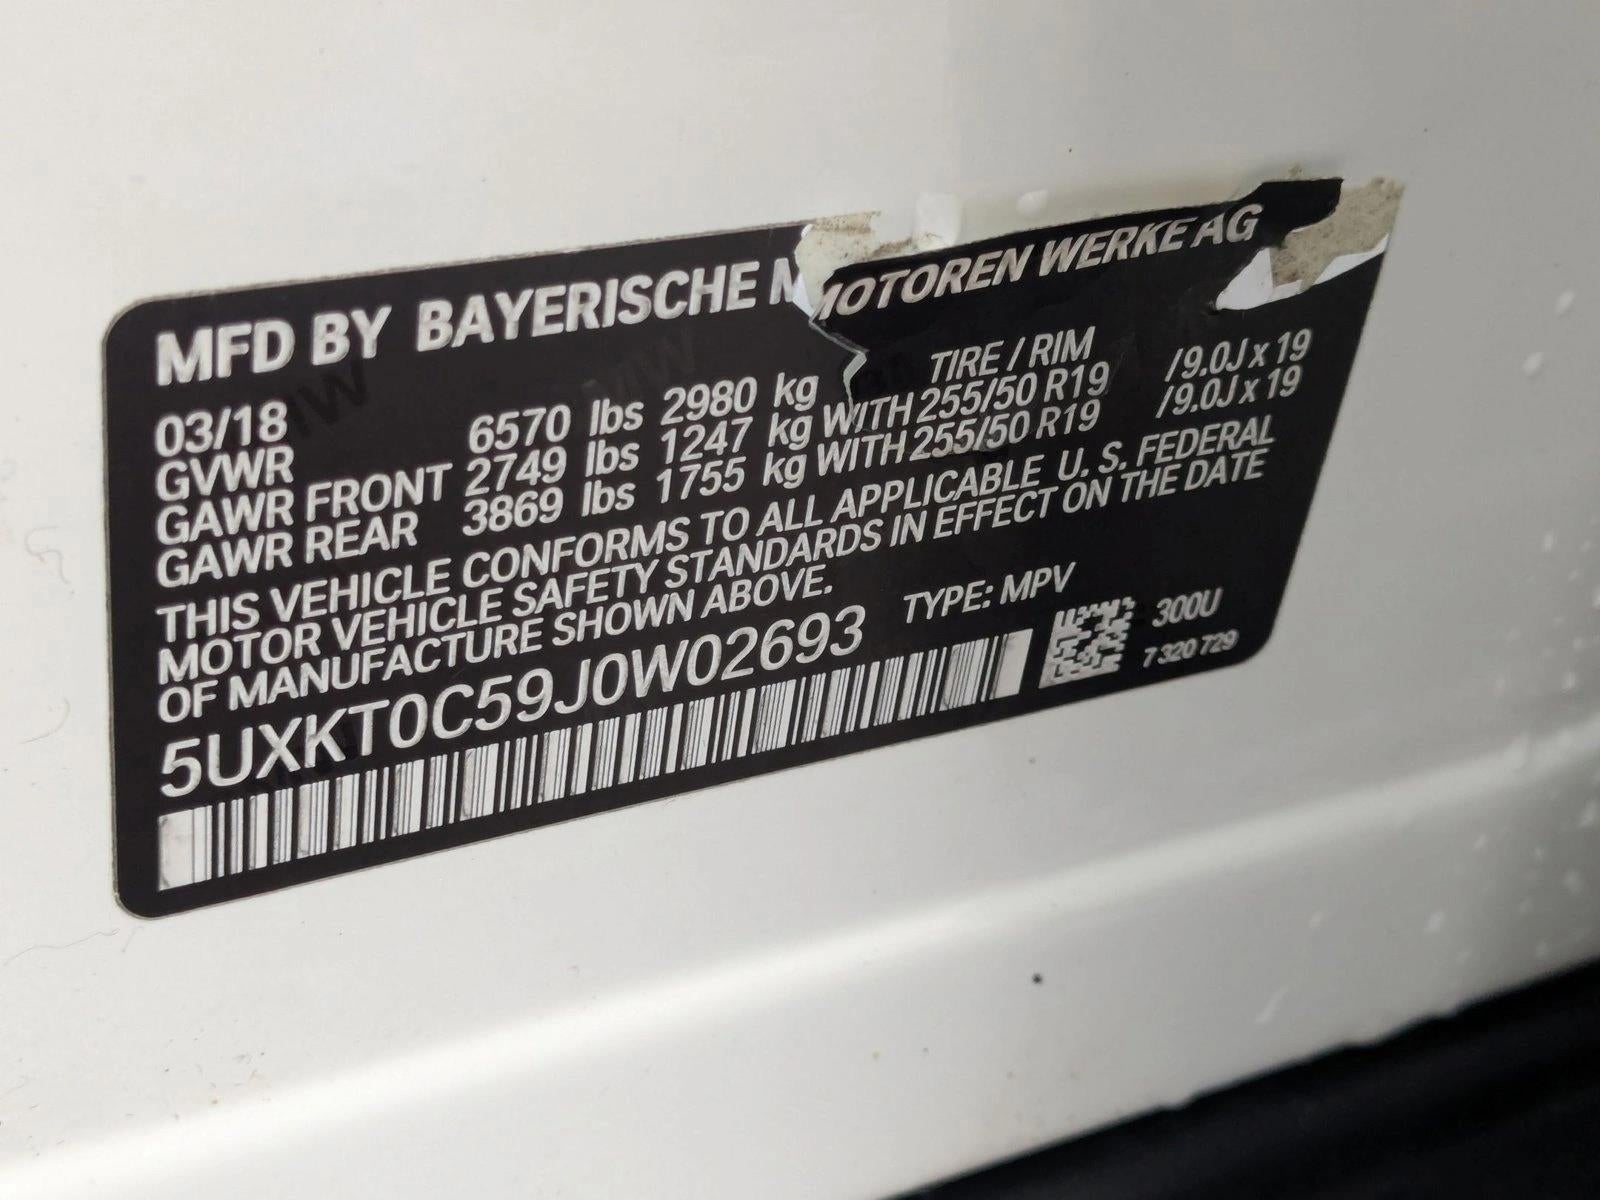 MFD BY BAYERISCHE MOTOREN WERKE AG
03/18 TIRE / RIM
GVWR 6570 lbs 2980 kg
GAWR FRONT 2749 lbs 1247 kg WITH 255/50 R19 /9.0J x 19
GAWR REAR 3869 lbs 1755 kg WITH 255/50 R19 /9.0J x 19
THIS VEHICLE CONFORMS TO ALL APPLICABLE U. S. FEDERAL
MOTOR VEHICLE SAFETY STANDARDS IN EFFECT ON THE DATE
OF MANUFACTURE SHOWN ABOVE.
5UXKT0C59J0W02693 TYPE: MPV
300U
7 320 729